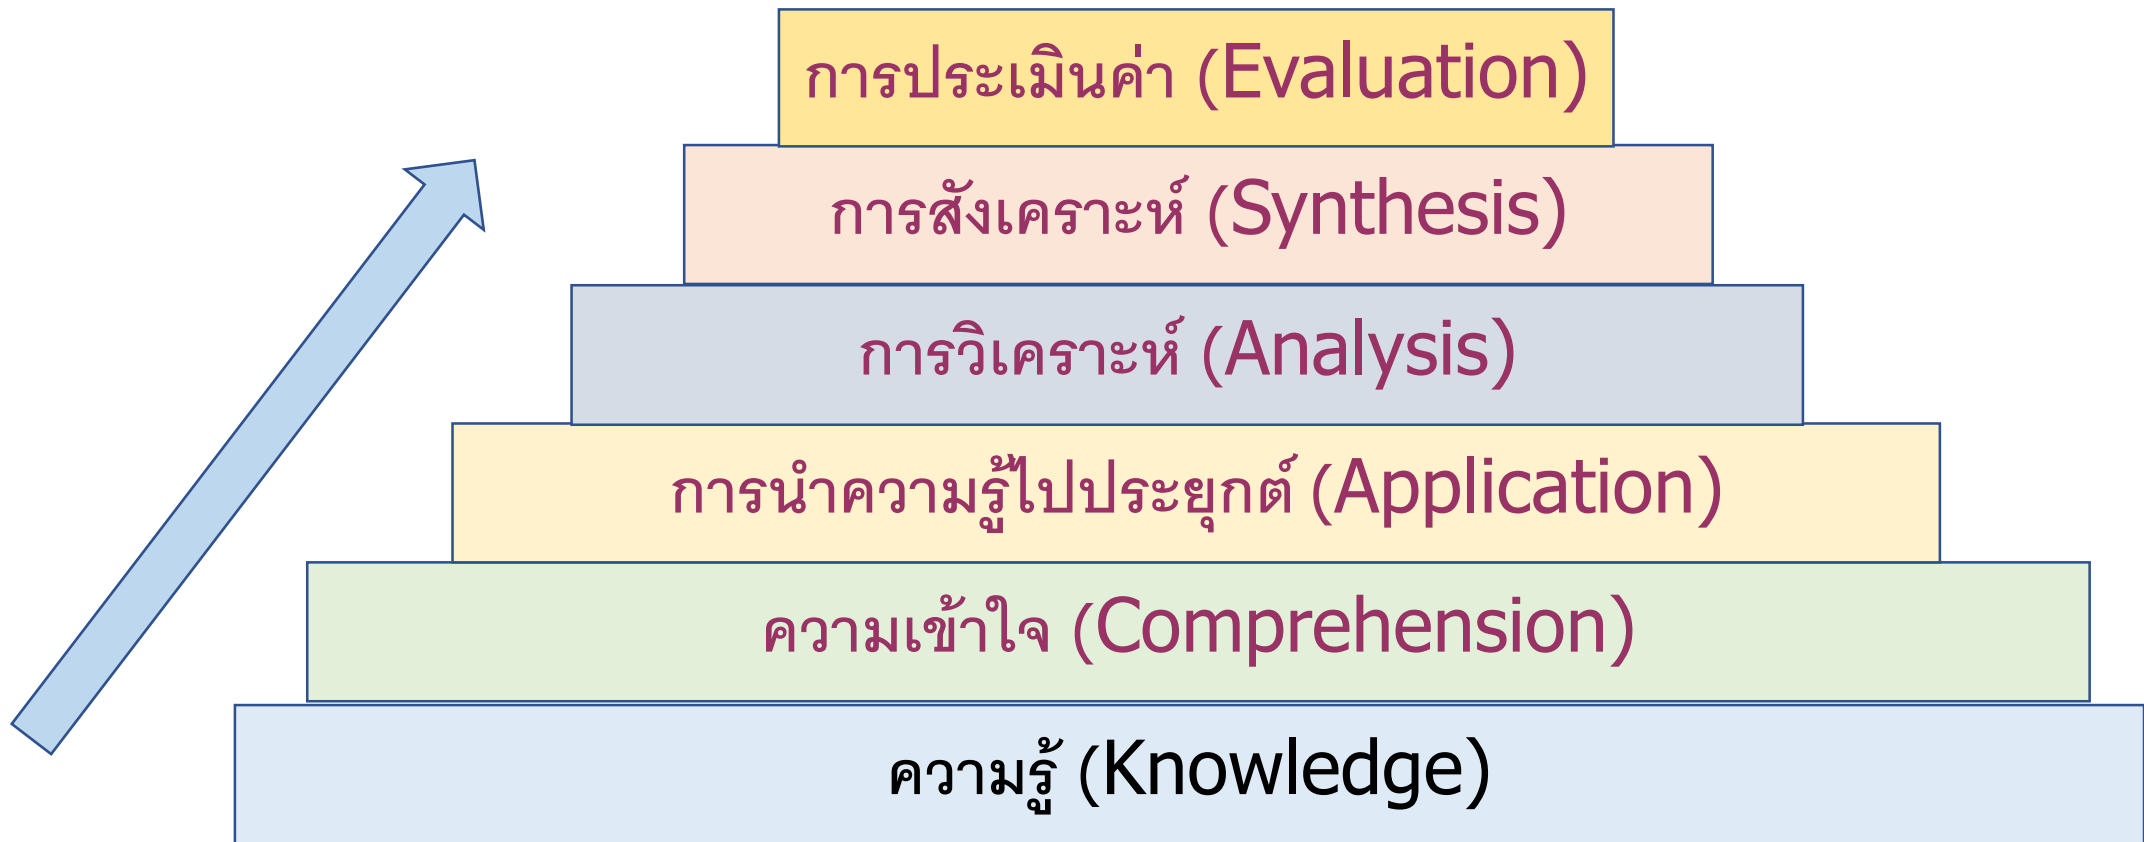 การประเมินค่า (Evaluation)
การสังเคราะห์ (Synthesis)
การวิเคราะห์ (Analysis)
การนำความรู้ไปประยุกต์ (Application)
ความเข้าใจ (Comprehension)
ความรู้ (Knowledge)